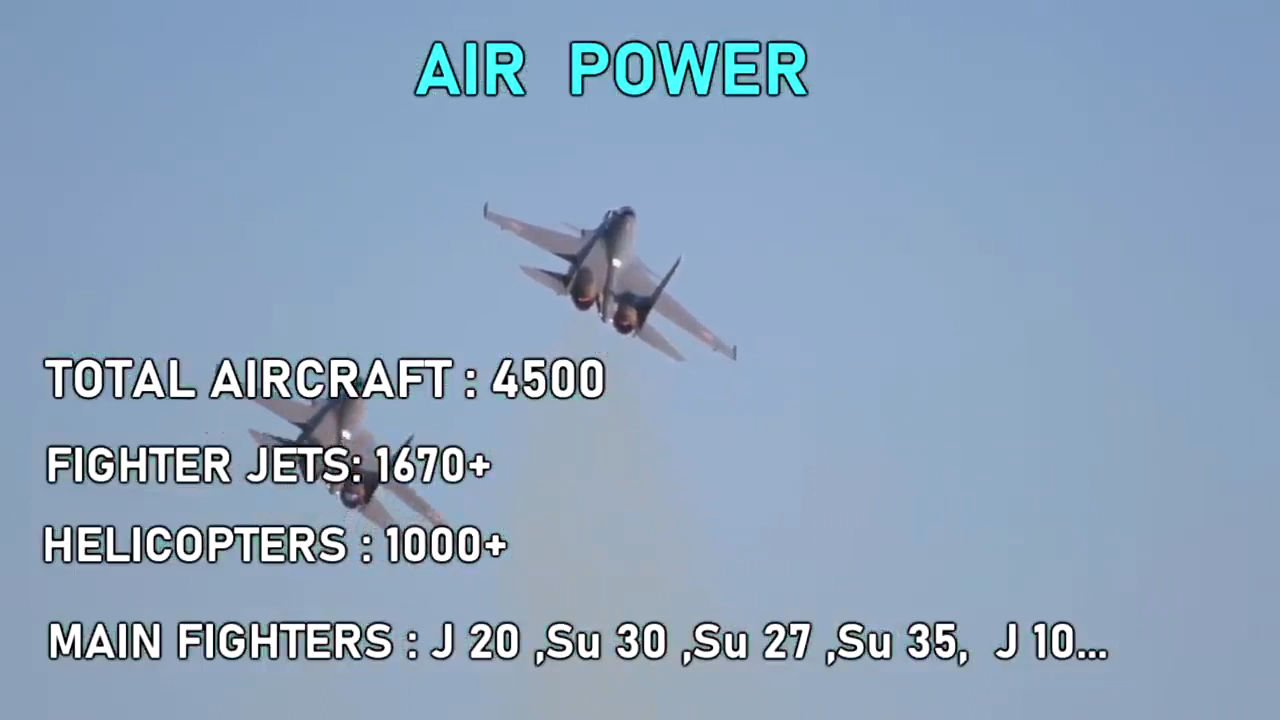 AIR POWER
TOTAL AIRCRAFT : 4500
FIGHTER JETS: 1670+
HELICOPTERS : 1000+
MAIN FIGHTERS : J 20 ,Su 30 ,Su 27 ,Su 35, J 10...